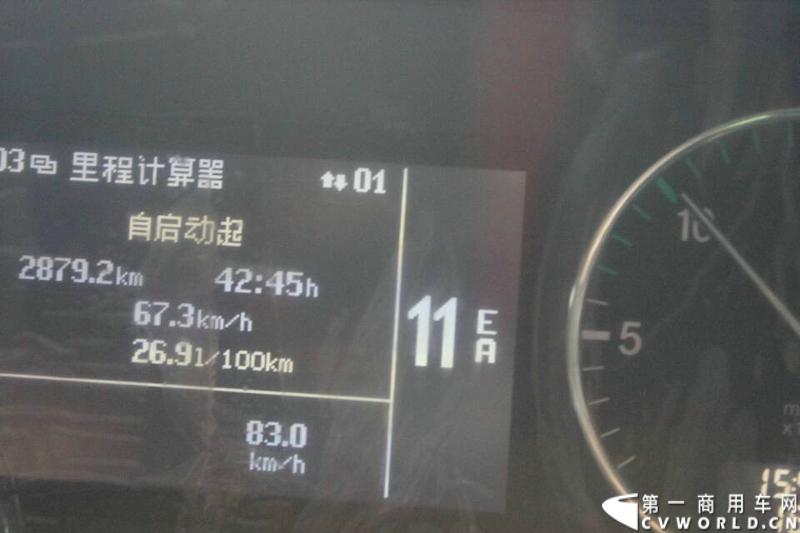 03 里程计算器 01
自启动起
2879.2km 42:45h
67.3km/h
26.9l/100km
11 E
A
83.0
km/h
10
5
第一商用车网
CVWORLD.CN